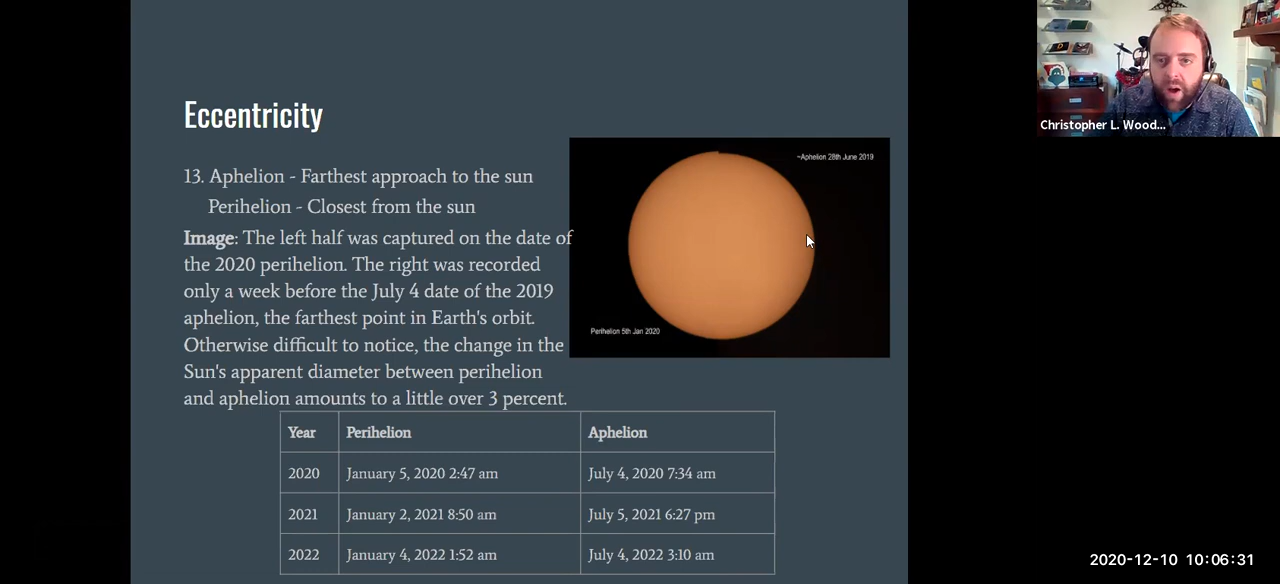 Eccentricity
13. Aphelion - Farthest approach to the sun
Perihelion - Closest from the sun
Image: The left half was captured on the date of
the 2020 perihelion. The right was recorded
only a week before the July 4 date of the 2019
aphelion, the farthest point in Earth's orbit.
Otherwise difficult to notice, the change in the
Sun's apparent diameter between perihelion
and aphelion amounts to a little over 3 percent.
~Aphelion 28th June 2019
Perihelion 5th Jan 2020
Year Perihelion Aphelion
2020 January 5, 2020 2:47 am July 4, 2020 7:34 am
2021 January 2, 2021 8:50 am July 5, 2021 6:27 pm
2022 January 4, 2022 1:52 am July 4, 2022 3:10 am
Christopher L. Wood...
2020-12-10 10:06:31